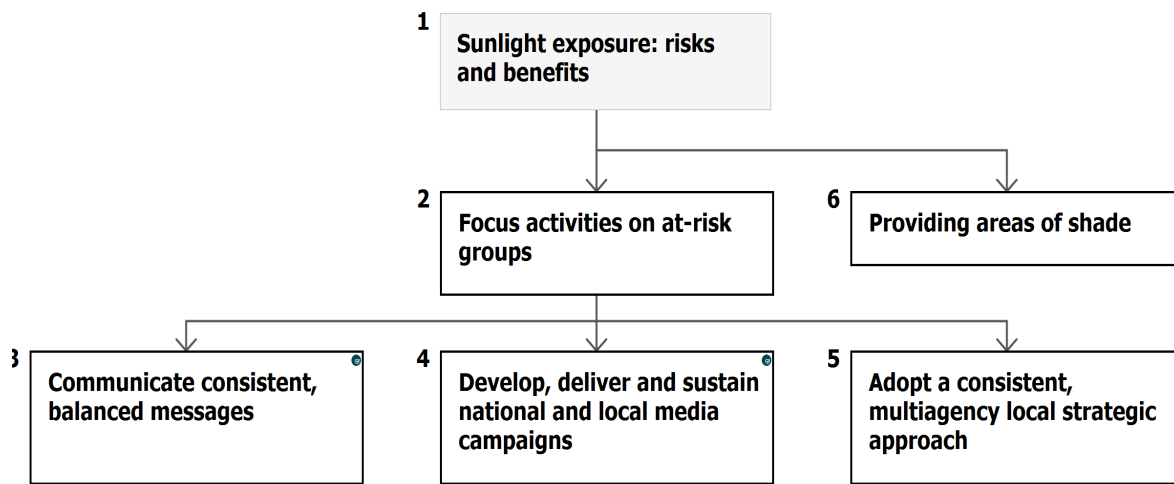 1
Sunlight exposure: risks
and benefits
2
Focus activities on at-risk
groups
6
Providing areas of shade
3
Communicate consistent,
balanced messages
4
Develop, deliver and sustain
national and local media
campaigns
5
Adopt a consistent,
multiagency local strategic
approach